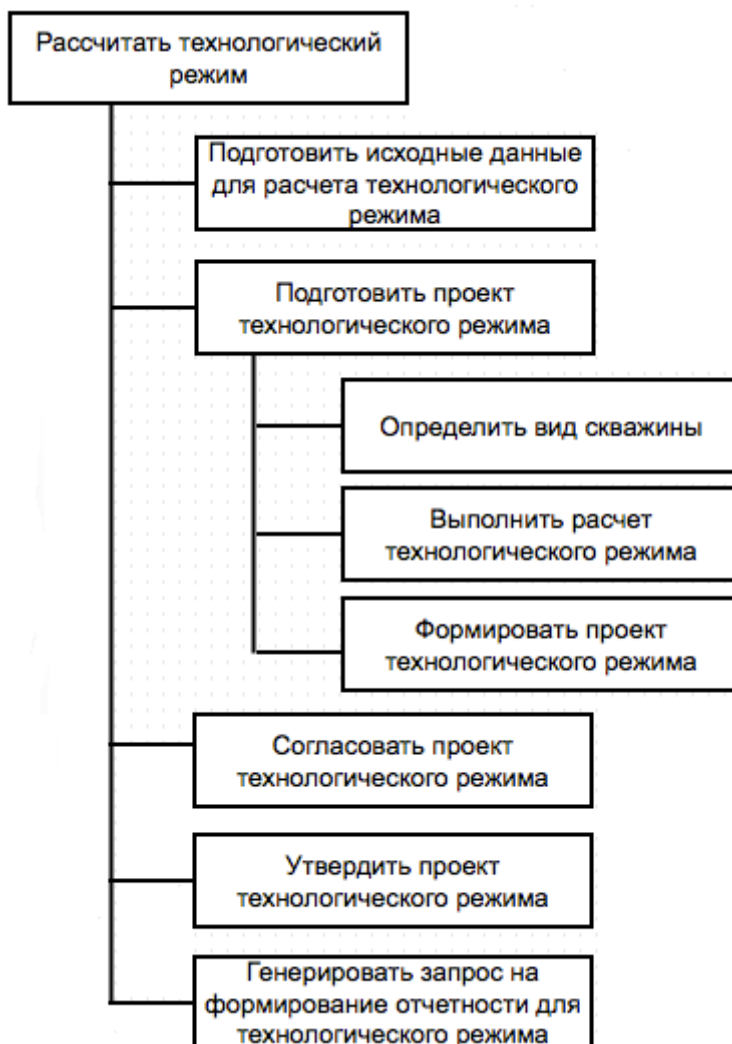 Рассчитать технологический
режим
Подготовить исходные данные
для расчета технологического
режима
Подготовить проект
технологического режима
Определить вид скважины
Выполнить расчет
технологического режима
Формировать проект
технологического режима
Согласовать проект
технологического режима
Утвердить проект
технологического режима
Генерировать запрос на
формирование отчетности для
технологического режима